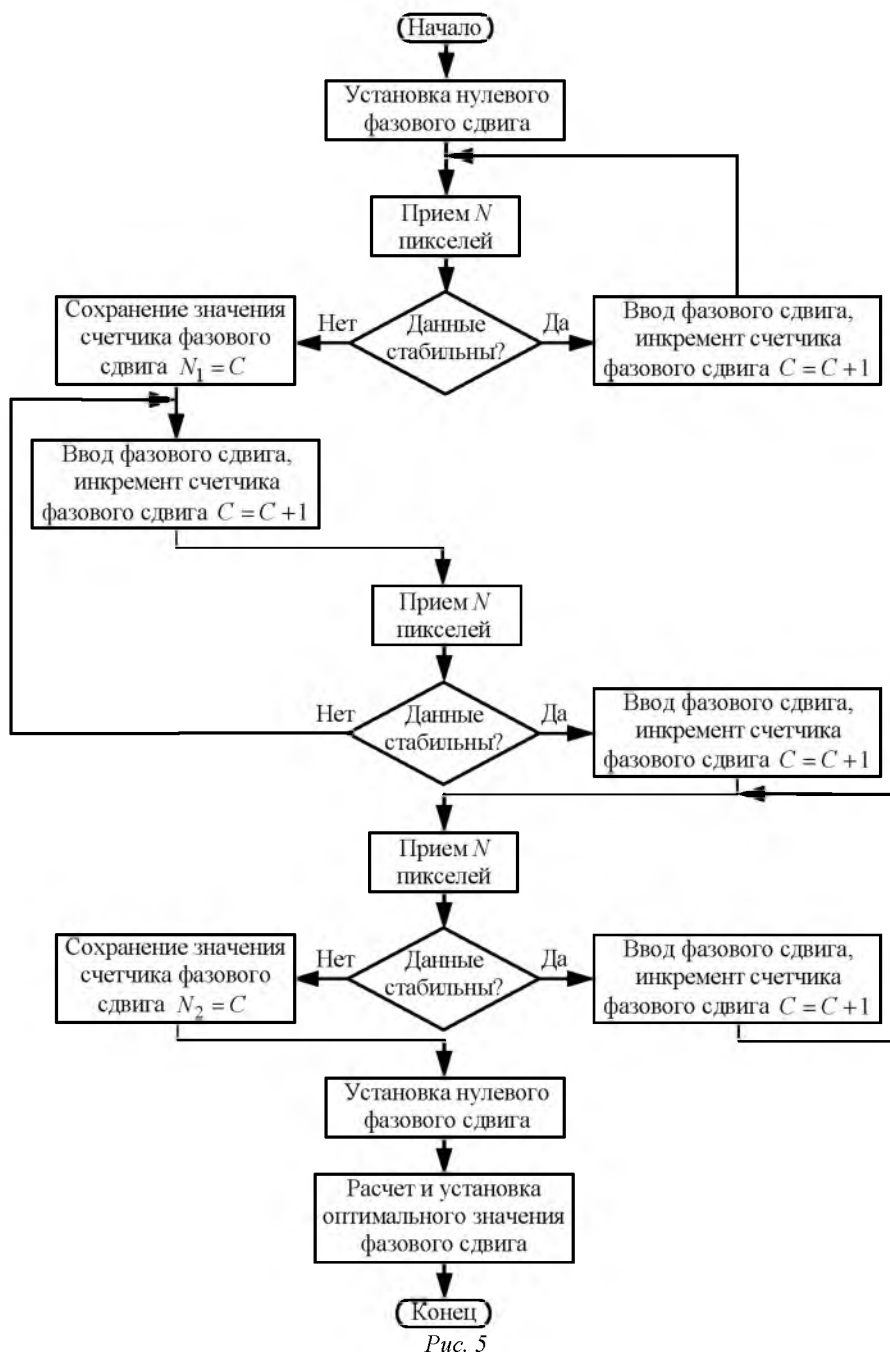 Начало
Установка нулевого
фазового сдвига
Прием N
пикселей
Сохранение значения
счетчика фазового
сдвига N₁ = C
Нет
Данные
стабильны?
Да
Ввод фазового сдвига,
инкремент счетчика
фазового сдвига C = C + 1
Ввод фазового сдвига,
инкремент счетчика
фазового сдвига C = C + 1
Прием N
пикселей
Нет
Данные
стабильны?
Да
Ввод фазового сдвига,
инкремент счетчика
фазового сдвига C = C + 1
Прием N
пикселей
Сохранение значения
счетчика фазового
сдвига N₂ = C
Нет
Данные
стабильны?
Да
Ввод фазового сдвига,
инкремент счетчика
фазового сдвига C = C + 1
Установка нулевого
фазового сдвига
Расчет и установка
оптимального значения
фазового сдвига
Конец
Рис. 5